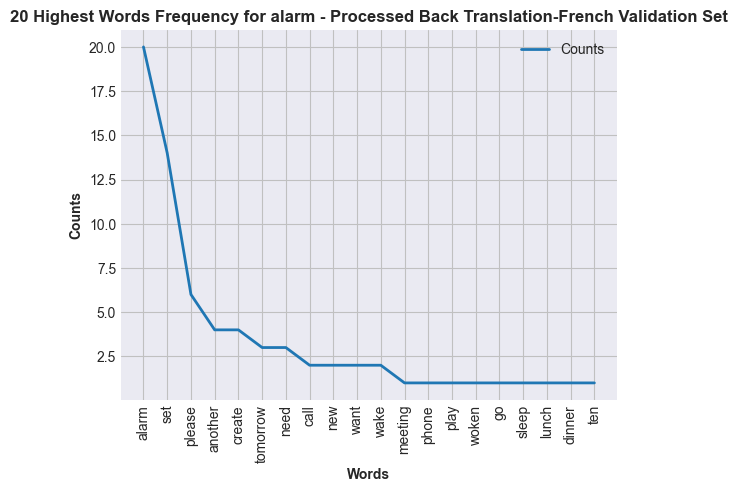 20 Highest Words Frequency for alarm - Processed Back Translation-French Validation Set
Counts
20.0
17.5
15.0
12.5
10.0
7.5
5.0
2.5
Counts
alarm
set
please
another
create
tomorrow
need
call
new
want
wake
meeting
phone
play
woken
go
sleep
lunch
dinner
ten
Words